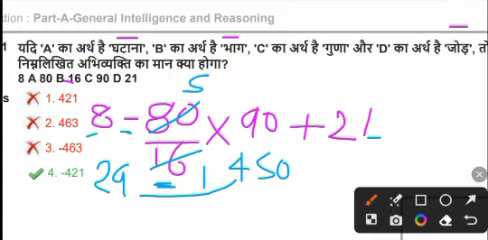 ction : Part-A-General Intelligence and Reasoning
1 यदि 'A' का अर्थ है 'घटाना', 'B' का अर्थ है 'भाग', 'C' का अर्थ है 'गुणा' और 'D' का अर्थ है 'जोड़', तो
निम्नलिखित अभिव्यक्ति का मान क्या होगा?
8 A 80 B 16 C 90 D 21
s
1. 421
2. 463
3. -463
4. -421
5
8 - 80 × 90 + 21
16
29 - 450